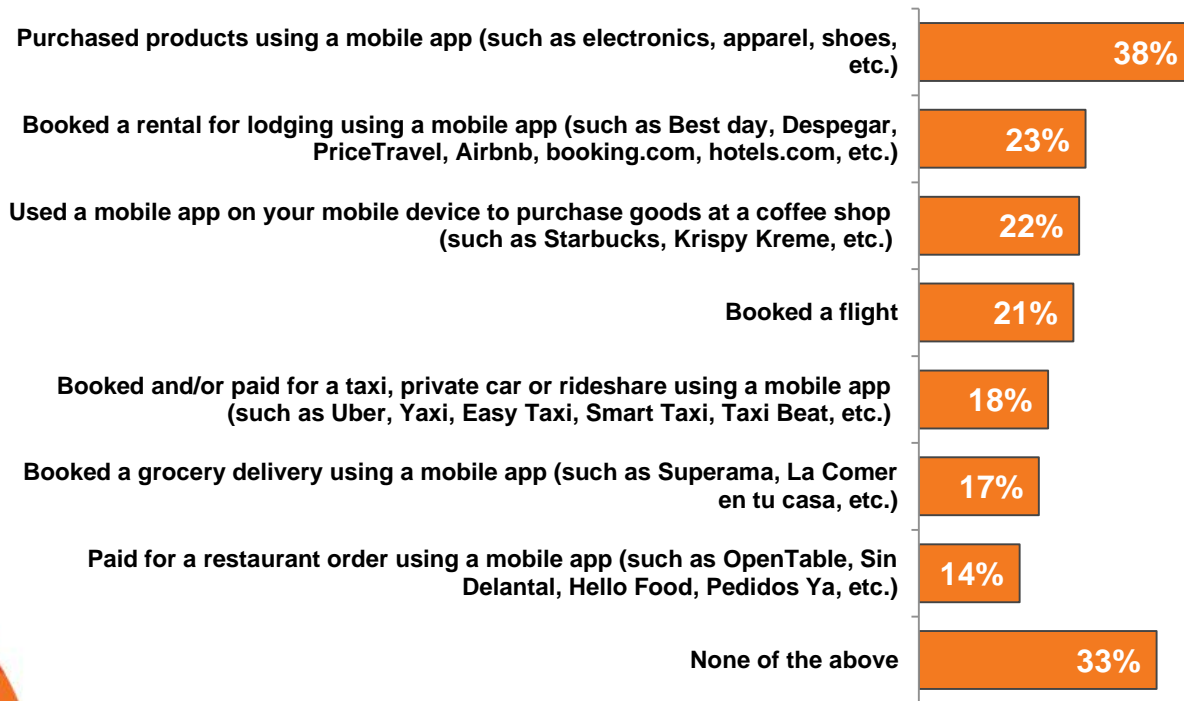 Purchased products using a mobile app (such as electronics, apparel, shoes,
etc.)
38%
Booked a rental for lodging using a mobile app (such as Best day, Despegar,
PriceTravel, Airbnb, booking.com, hotels.com, etc.)
23%
Used a mobile app on your mobile device to purchase goods at a coffee shop
(such as Starbucks, Krispy Kreme, etc.)
22%
Booked a flight
21%
Booked and/or paid for a taxi, private car or rideshare using a mobile app
(such as Uber, Yaxi, Easy Taxi, Smart Taxi, Taxi Beat, etc.)
18%
Booked a grocery delivery using a mobile app (such as Superama, La Comer
en tu casa, etc.)
17%
Paid for a restaurant order using a mobile app (such as OpenTable, Sin
Delantal, Hello Food, Pedidos Ya, etc.)
14%
None of the above
33%